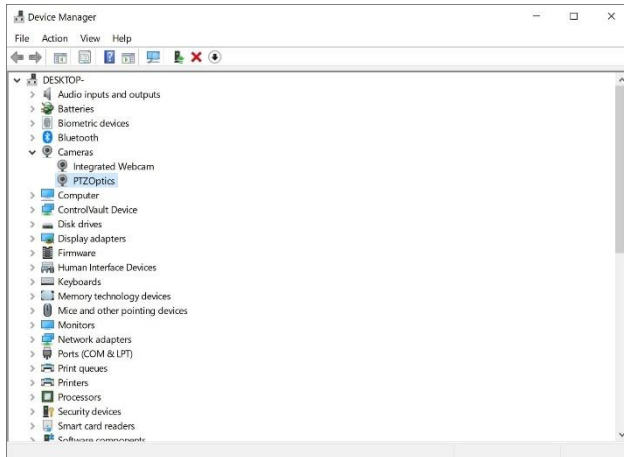 Device Manager
File Action View Help
DESKTOP-
Audio inputs and outputs
Batteries
Biometric devices
Bluetooth
Cameras
Integrated Webcam
PTZOptics
Computer
ControlVault Device
Disk drives
Display adapters
Firmware
Human Interface Devices
Keyboards
Memory technology devices
Mice and other pointing devices
Monitors
Network adapters
Ports (COM & LPT)
Print queues
Printers
Processors
Security devices
Smart card readers
Software components